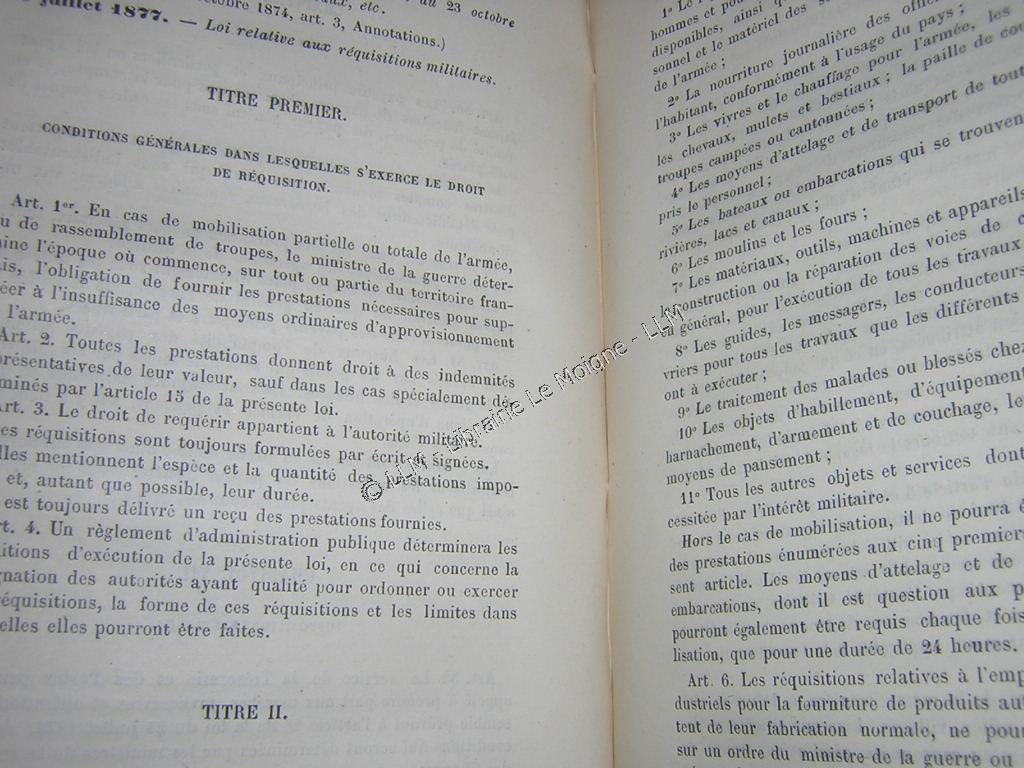 du 23 octobre
octobre 1874, art. 3, Annotations.)
juillet 1877. — Loi relative aux réquisitions militaires.
TITRE PREMIER.
CONDITIONS GÉNÉRALES DANS LESQUELLES S'EXERCE LE DROIT
DE RÉQUISITION.
Art. 1er. En cas de mobilisation partielle ou totale de l'armée,
u de rassemblement de troupes, le ministre de la guerre déter-
ine l'époque où commence, sur tout ou partie du territoire fran-
is, l'obligation de fournir les prestations nécessaires pour sup-
éer à l'insuffisance des moyens ordinaires d'approvisionnement
l'armée.
Art. 2. Toutes les prestations donnent droit à des indemnités
présentatives de leur valeur, sauf dans les cas spécialement dé-
minés par l'article 15 de la présente loi.
Art. 3. Le droit de requérir appartient à l'autorité militaire.
es réquisitions sont toujours formulées par écrit et signées.
lles mentionnent l'espèce et la quantité des prestations impo-
et, autant que possible, leur durée.
est toujours délivré un reçu des prestations fournies.
rt. 4. Un règlement d'administration publique déterminera les
itions d'exécution de la présente loi, en ce qui concerne la
gnation des autorités ayant qualité pour ordonner ou exercer
réquisitions, la forme de ces réquisitions et les limites dans
elles elles pourront être faites.
TITRE II.
1° Le
hommes et pou
disponibles, ainsi
sonnel et le matériel des
de l'armée ;
2° La nourriture journalière des offi
l'habitant, conformément à l'usage du pays ;
3° Les vivres et le chauffage pour l'armée, les
les chevaux, mulets et bestiaux ; la paille de cou
troupes campées ou cantonnées ;
4° Les moyens d'attelage et de transport de tout
pris le personnel ;
5° Les bateaux ou embarcations qui se trouven
rivières, lacs et canaux ;
6° Les moulins et les fours ;
7° Les matériaux, outils, machines et appareils
construction ou la réparation des voies de c
en général, pour l'exécution de tous les travaux
8° Les guides, les messagers, les conducteurs
vriers pour tous les travaux que les différents
ont à exécuter ;
9° Le traitement des malades ou blessés chez
10° Les objets d'habillement, d'équipement
harnachement, d'armement et de couchage, le
moyens de pansement ;
11° Tous les autres objets et services dont
cessitée par l'intérêt militaire.
Hors le cas de mobilisation, il ne pourra ê
des prestations énumérées aux cinq premier
sent article. Les moyens d'attelage et de
embarcations, dont il est question aux p
pourront également être requis chaque fois
lisation, que pour une durée de 24 heures.
Art. 6. Les réquisitions relatives à l'emp
dustriels pour la fourniture de produits au
tent de leur fabrication normale, ne pou
sur un ordre du ministre de la guerre ou
© LLM - Librairie Le Moigne - LLM